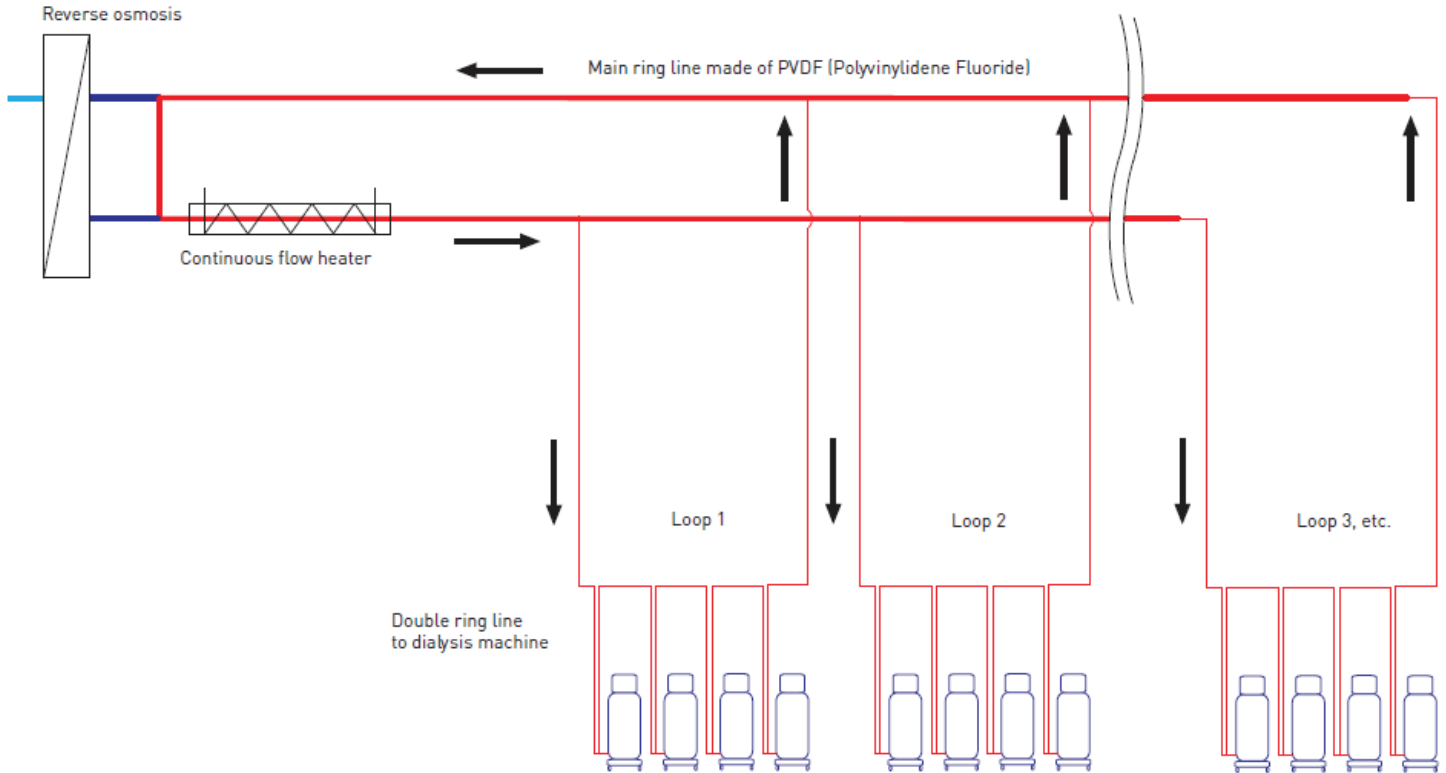 Reverse osmosis
Main ring line made of PVDF (Polyvinylidene Fluoride)
Continuous flow heater
Loop 1
Loop 2
Loop 3, etc.
Double ring line
to dialysis machine